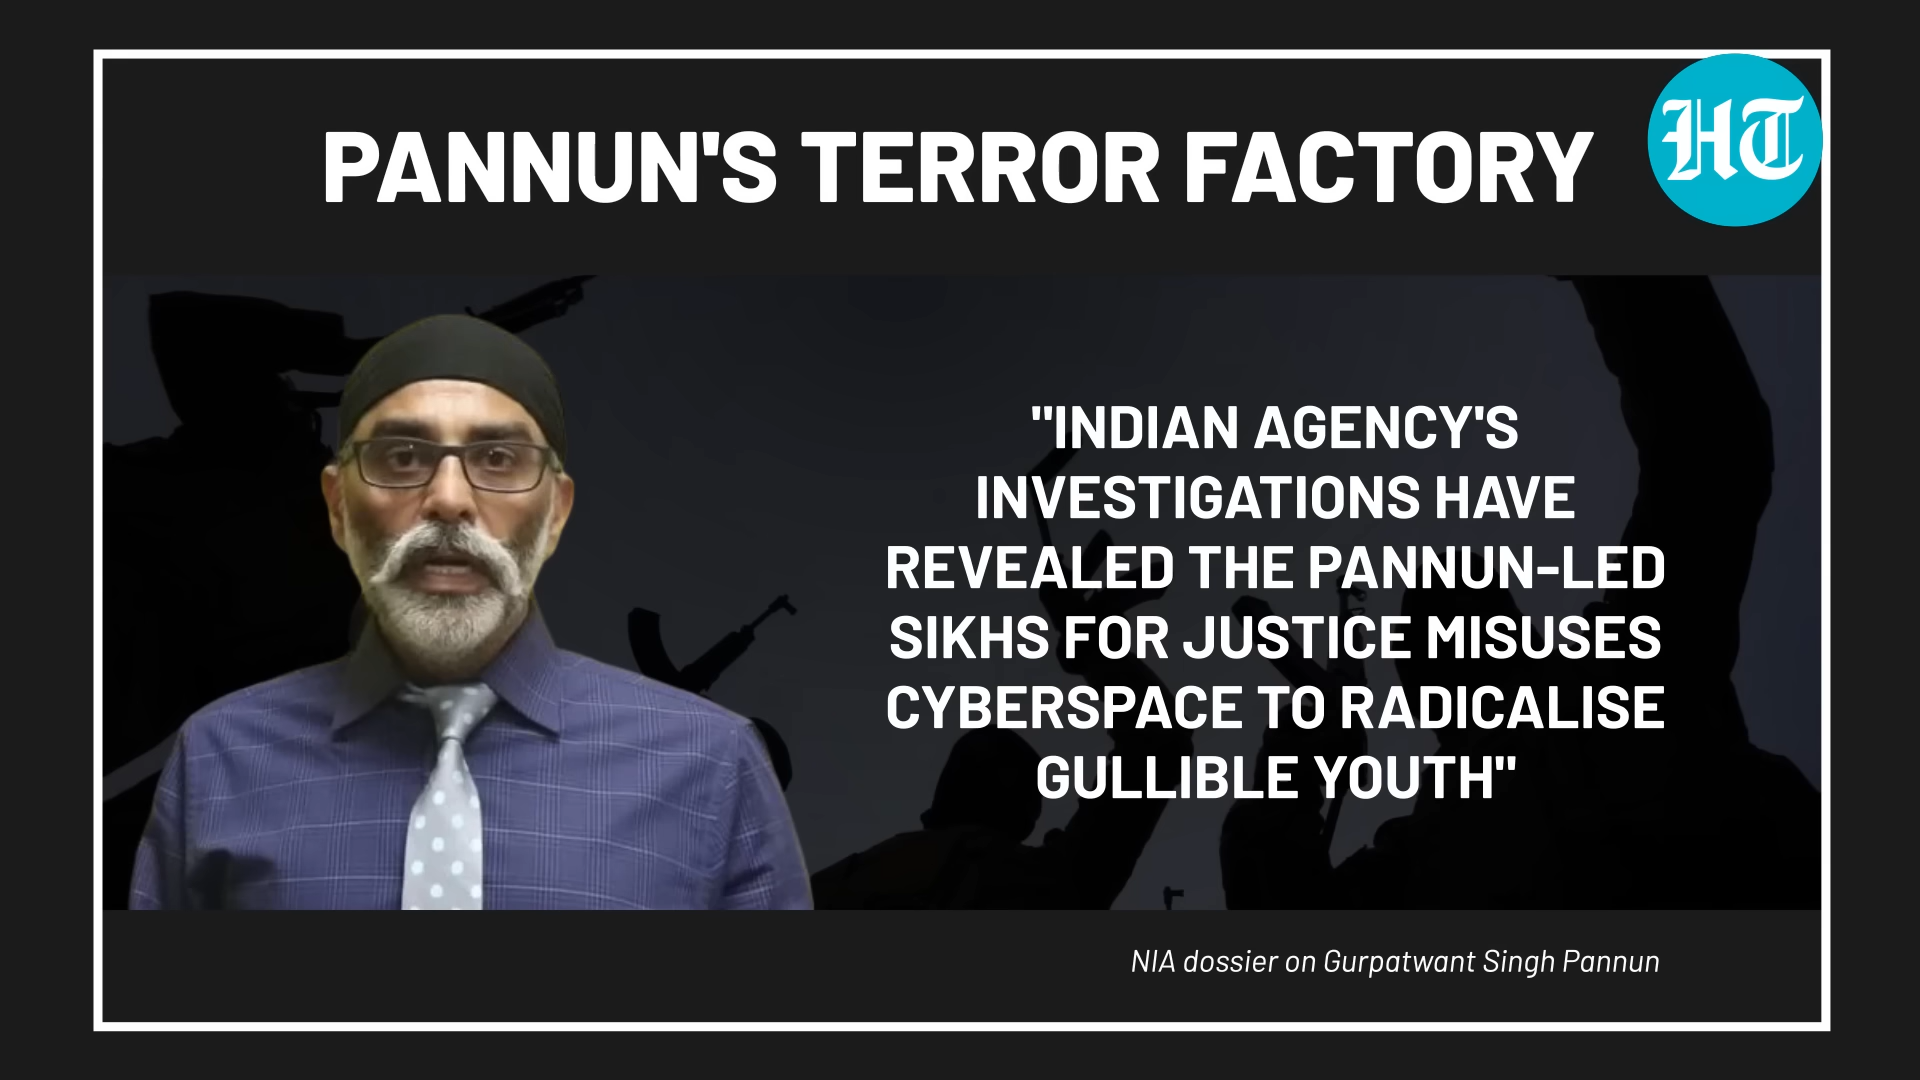 PANNUN'S TERROR FACTORY
HT
"INDIAN AGENCY'S
INVESTIGATIONS HAVE
REVEALED THE PANNUN-LED
SIKHS FOR JUSTICE MISUSES
CYBERSPACE TO RADICALISE
GULLIBLE YOUTH"
NIA dossier on Gurpatwant Singh Pannun